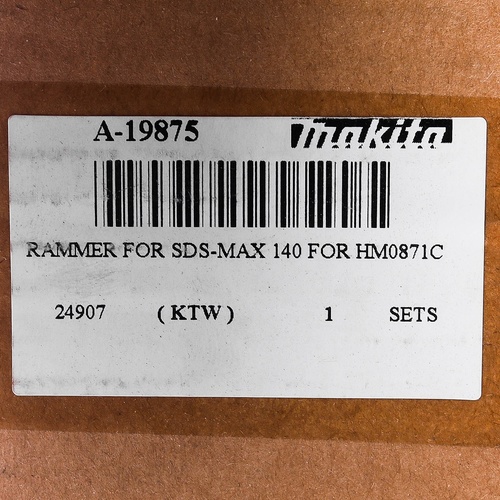 A-19875 makita
RAMMER FOR SDS-MAX 140 FOR HM0871C
24907 (KTW) 1 SETS